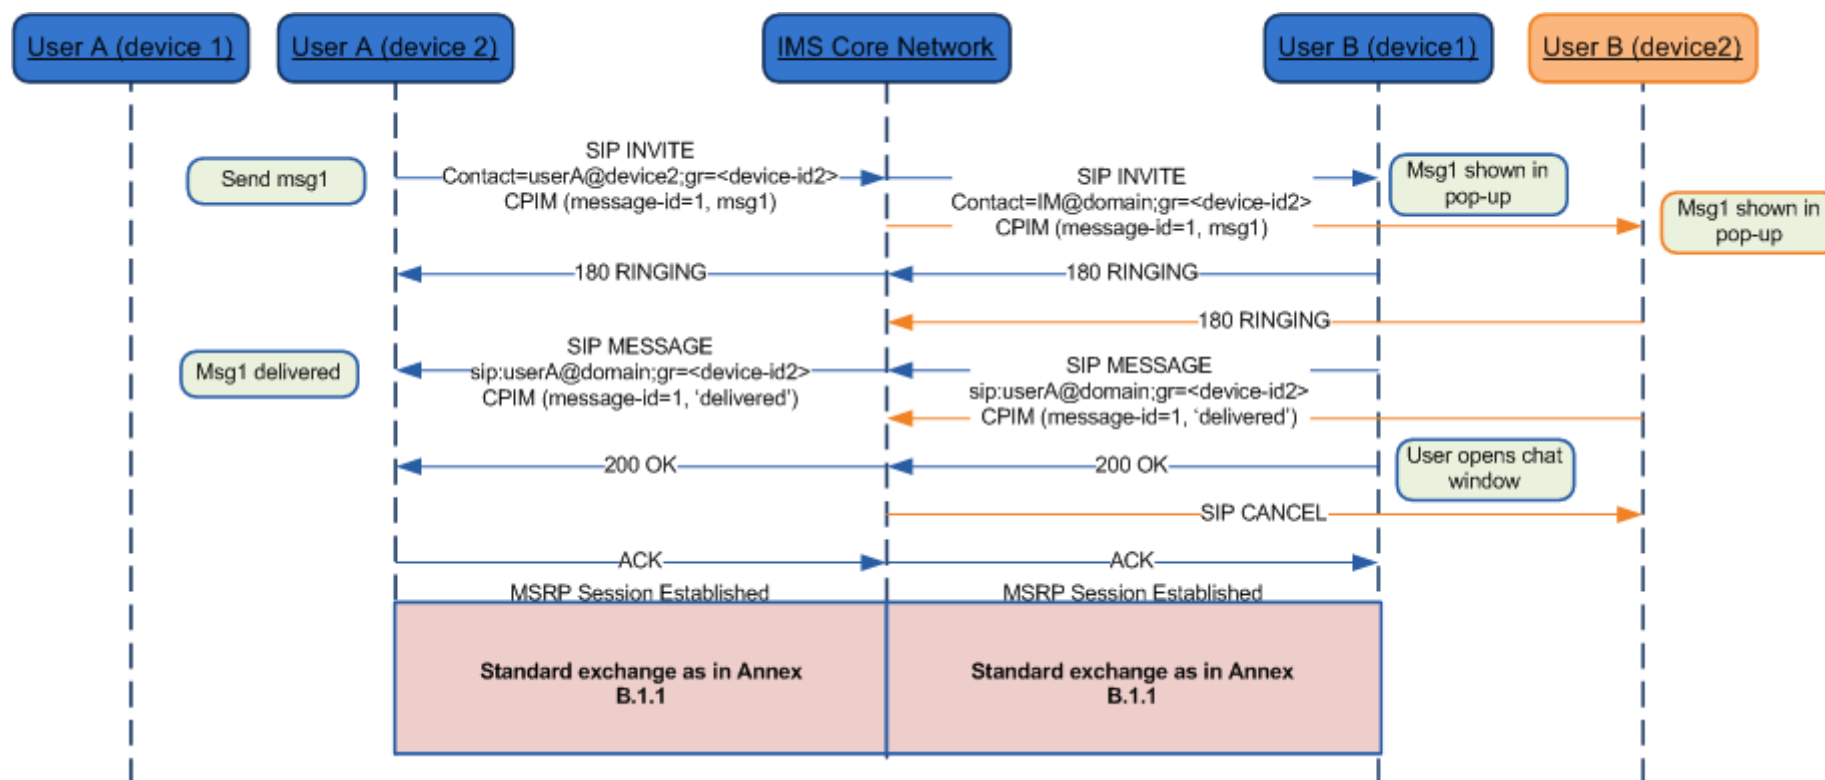 User A (device 1)
User A (device 2)
IMS Core Network
User B (device1)
User B (device2)
Send msg1
SIP INVITE
Contact=userA@device2;gr=<device-id2>
CPIM (message-id=1, msg1)
SIP INVITE
Contact=IM@domain;gr=<device-id2>
CPIM (message-id=1, msg1)
Msg1 shown in
pop-up
Msg1 shown in
pop-up
180 RINGING
180 RINGING
180 RINGING
Msg1 delivered
SIP MESSAGE
sip:userA@domain;gr=<device-id2>
CPIM (message-id=1, ‘delivered’)
SIP MESSAGE
sip:userA@domain;gr=<device-id2>
CPIM (message-id=1, ‘delivered’)
200 OK
200 OK
User opens chat
window
SIP CANCEL
ACK
ACK
MSRP Session Established
MSRP Session Established
Standard exchange as in Annex
B.1.1
Standard exchange as in Annex
B.1.1